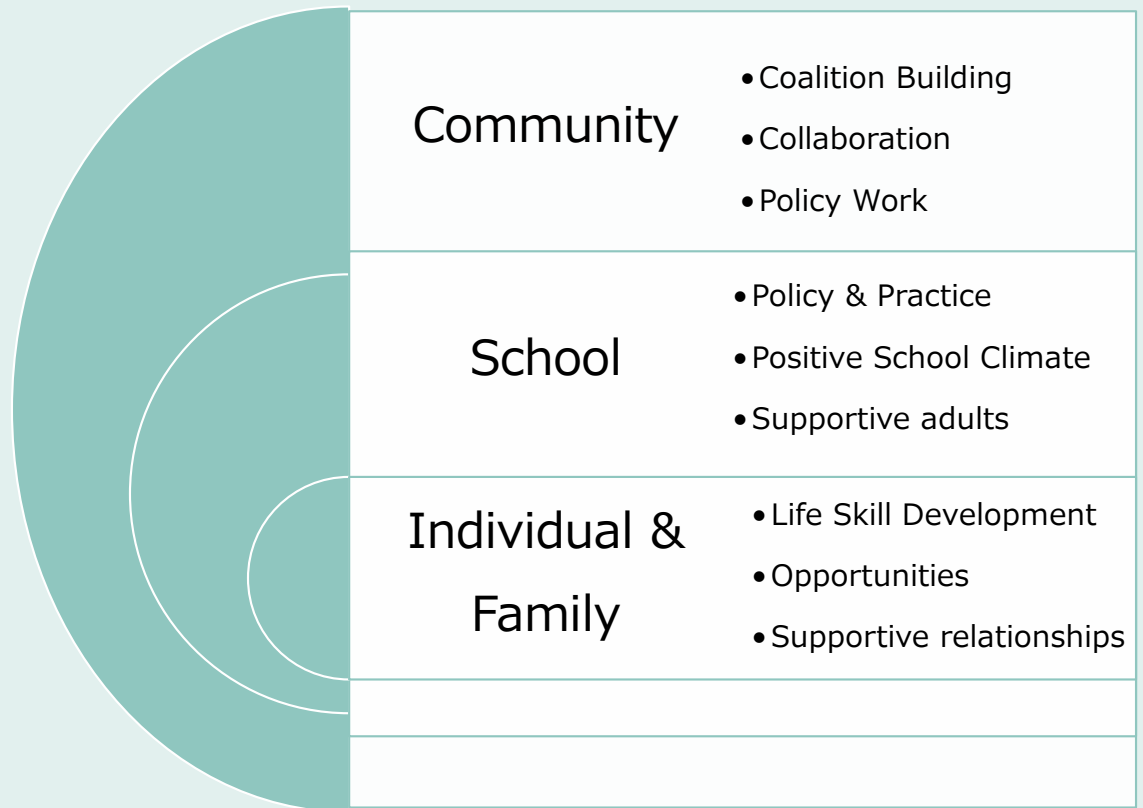 Community
•Coalition Building
•Collaboration
•Policy Work
School
•Policy & Practice
•Positive School Climate
•Supportive adults
Individual &
Family
•Life Skill Development
•Opportunities
•Supportive relationships